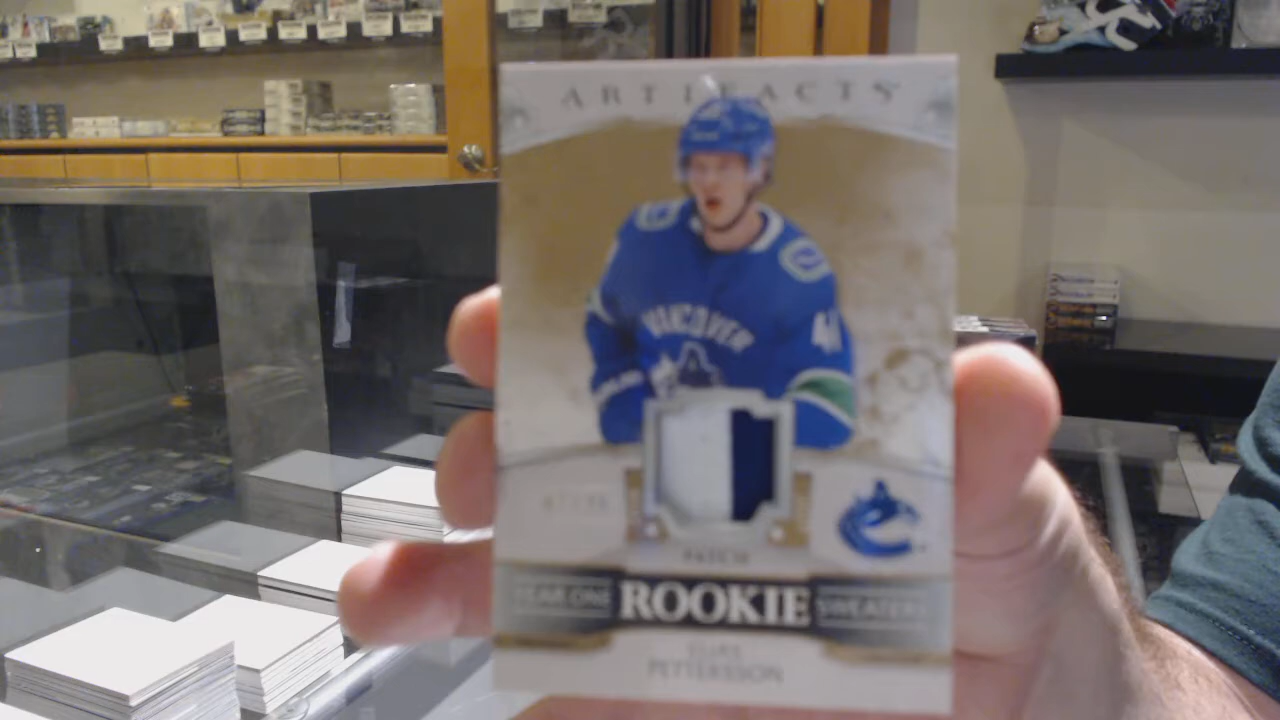 ARTIFACTS
VANCOUVER
PATCH
YEAR ONE ROOKIE SWEATERS
ELIAS
PETTERSSON